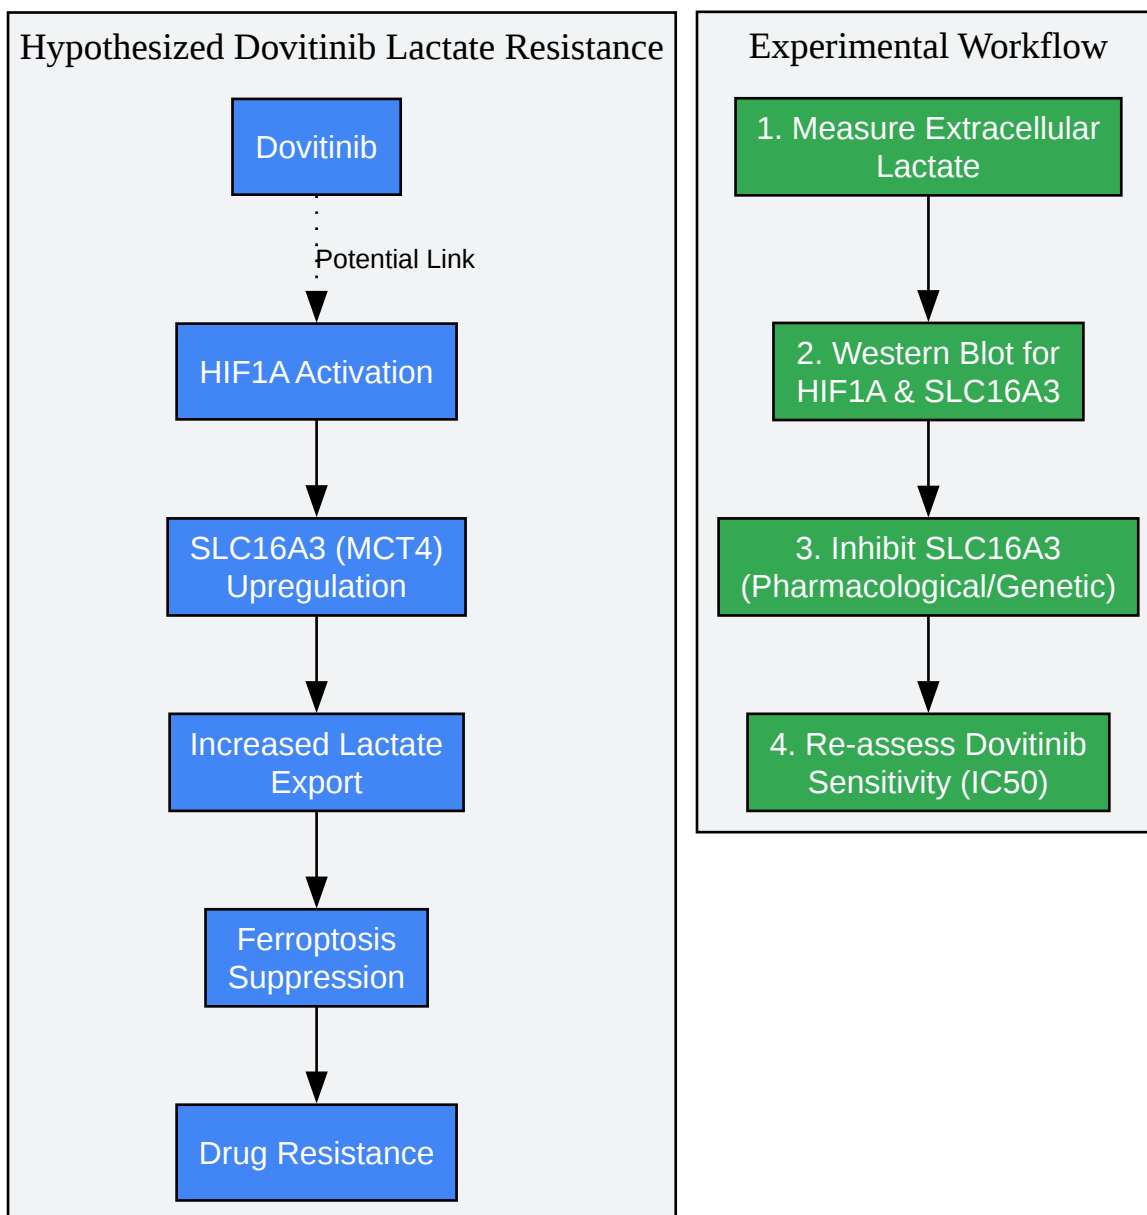 Hypothesized Dovitinib Lactate Resistance
Dovitinib
Potential Link
HIF1A Activation
SLC16A3 (MCT4)
Upregulation
Increased Lactate
Export
Ferroptosis
Suppression
Drug Resistance
Experimental Workflow
1. Measure Extracellular
Lactate
2. Western Blot for
HIF1A & SLC16A3
3. Inhibit SLC16A3
(Pharmacological/Genetic)
4. Re-assess Dovitinib
Sensitivity (IC50)